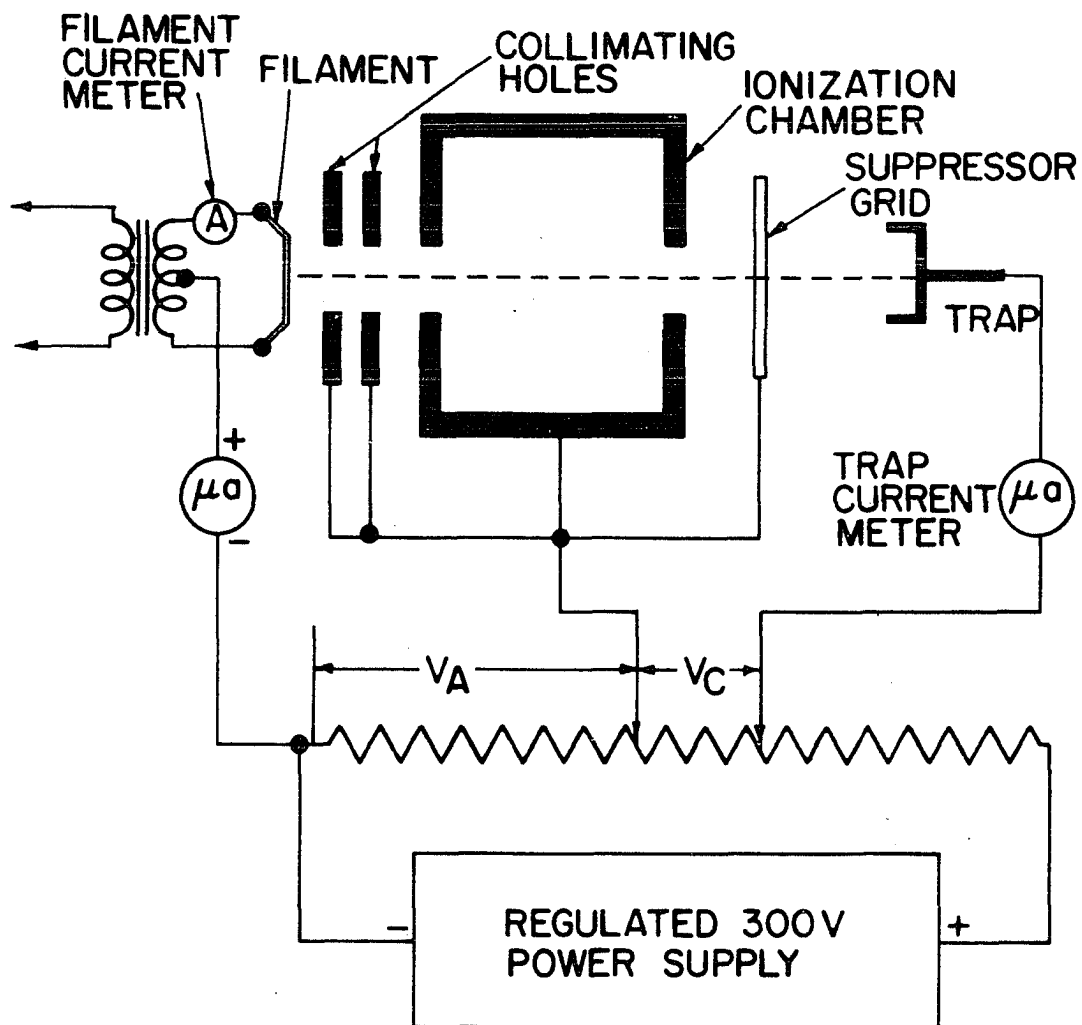 FILAMENT
CURRENT
METER
FILAMENT
COLLIMATING
HOLES
IONIZATION
CHAMBER
SUPPRESSOR
GRID
A
TRAP
+
μa
-
TRAP
CURRENT
METER
μa
VA
VC
-
REGULATED 300V
POWER SUPPLY
+